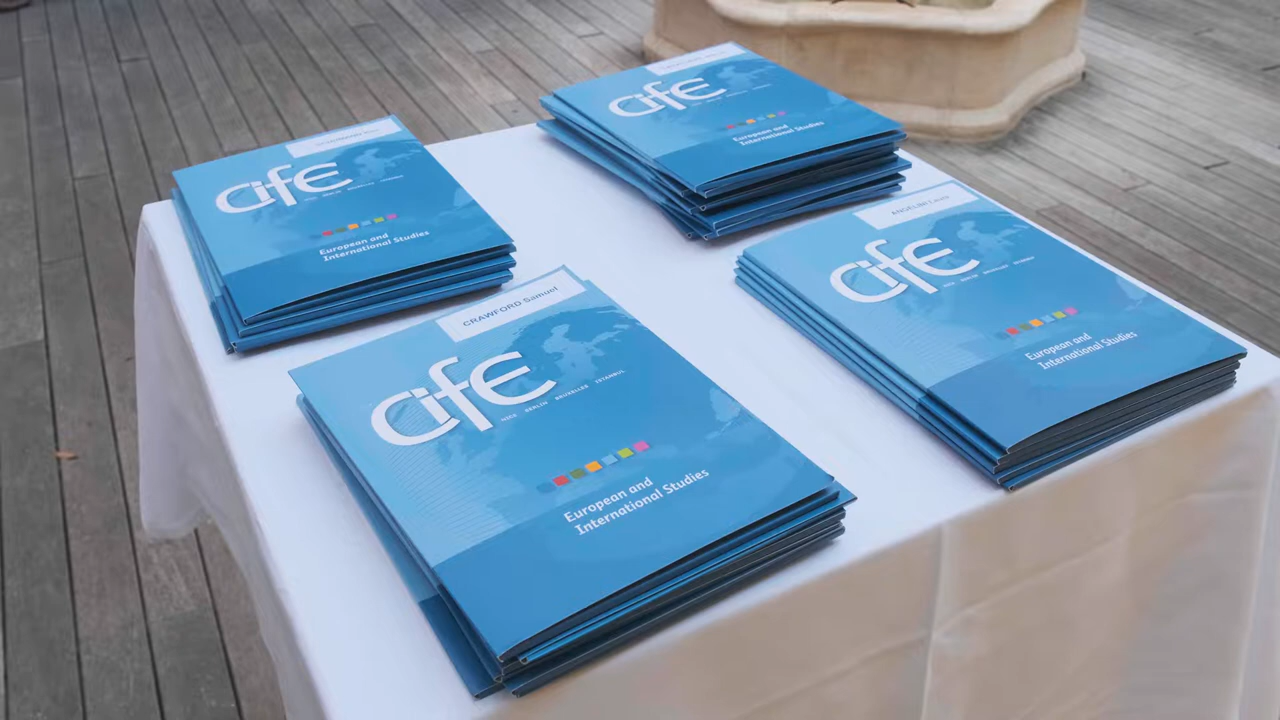 cifE
European and
International Studies
cifE
European and
International Studies
ANGELINI Laura
cifE
European and
International Studies
CRAWFORD Samuel
cifE
NICE BERLIN BRUXELLES ISTANBUL
European and
International Studies